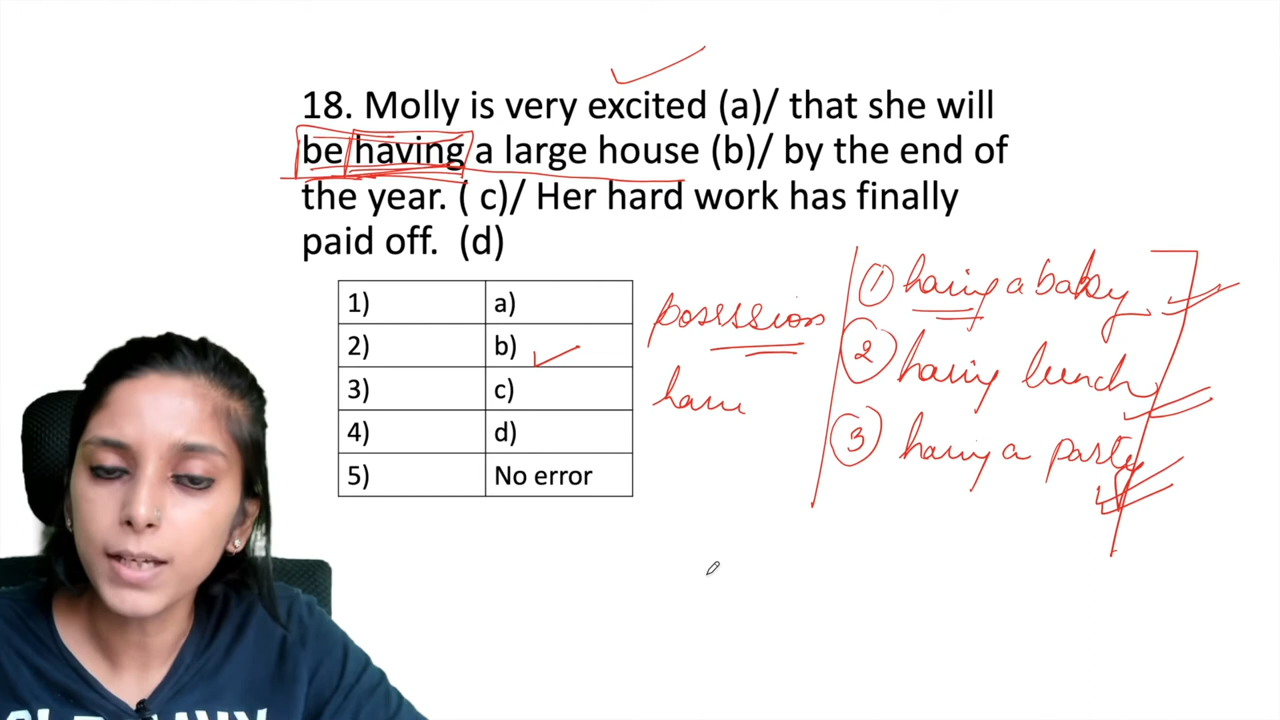 18. Molly is very excited (a)/ that she will
be having a large house (b)/ by the end of
the year. ( c)/ Her hard work has finally
paid off. (d)
1) a)
2) b)
3) c)
4) d)
5) No error
possession
have
1 having a baby
2 having lunch
3 having a party